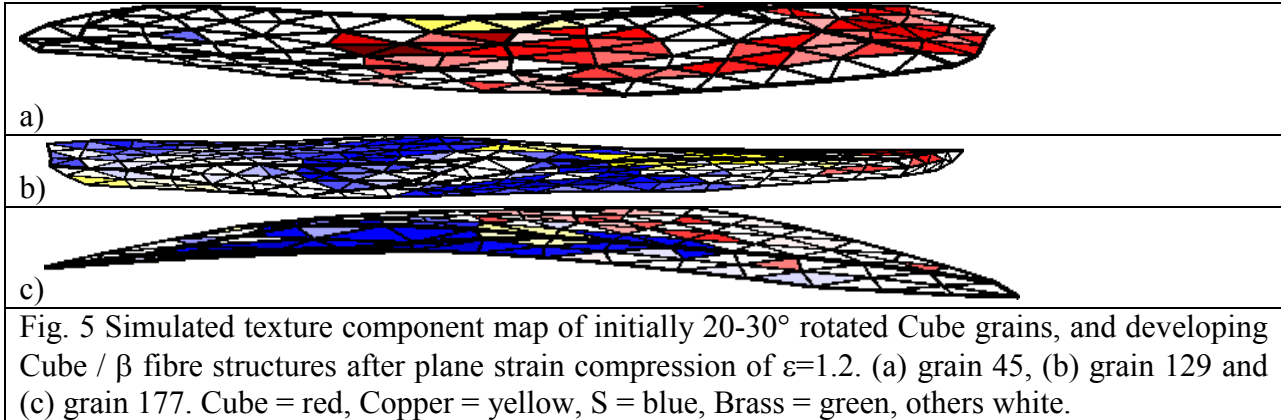 a)
b)
c)
Fig. 5 Simulated texture component map of initially 20-30° rotated Cube grains, and developing
Cube / β fibre structures after plane strain compression of ε=1.2. (a) grain 45, (b) grain 129 and
(c) grain 177. Cube = red, Copper = yellow, S = blue, Brass = green, others white.